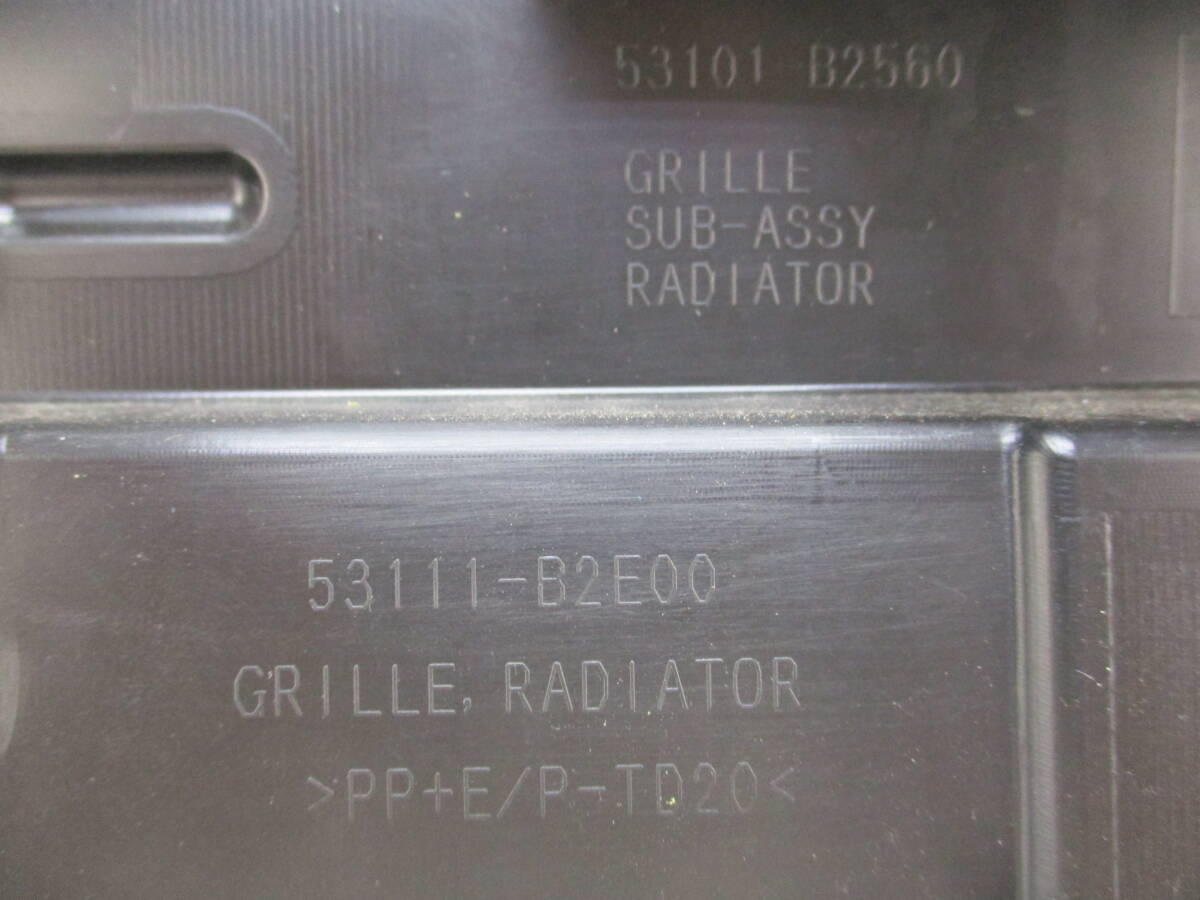 53101-B2560
GRILLE
SUB-ASSY
RADIATOR
53111-B2E00
GRILLE, RADIATOR
>PP+E/P-TD20<